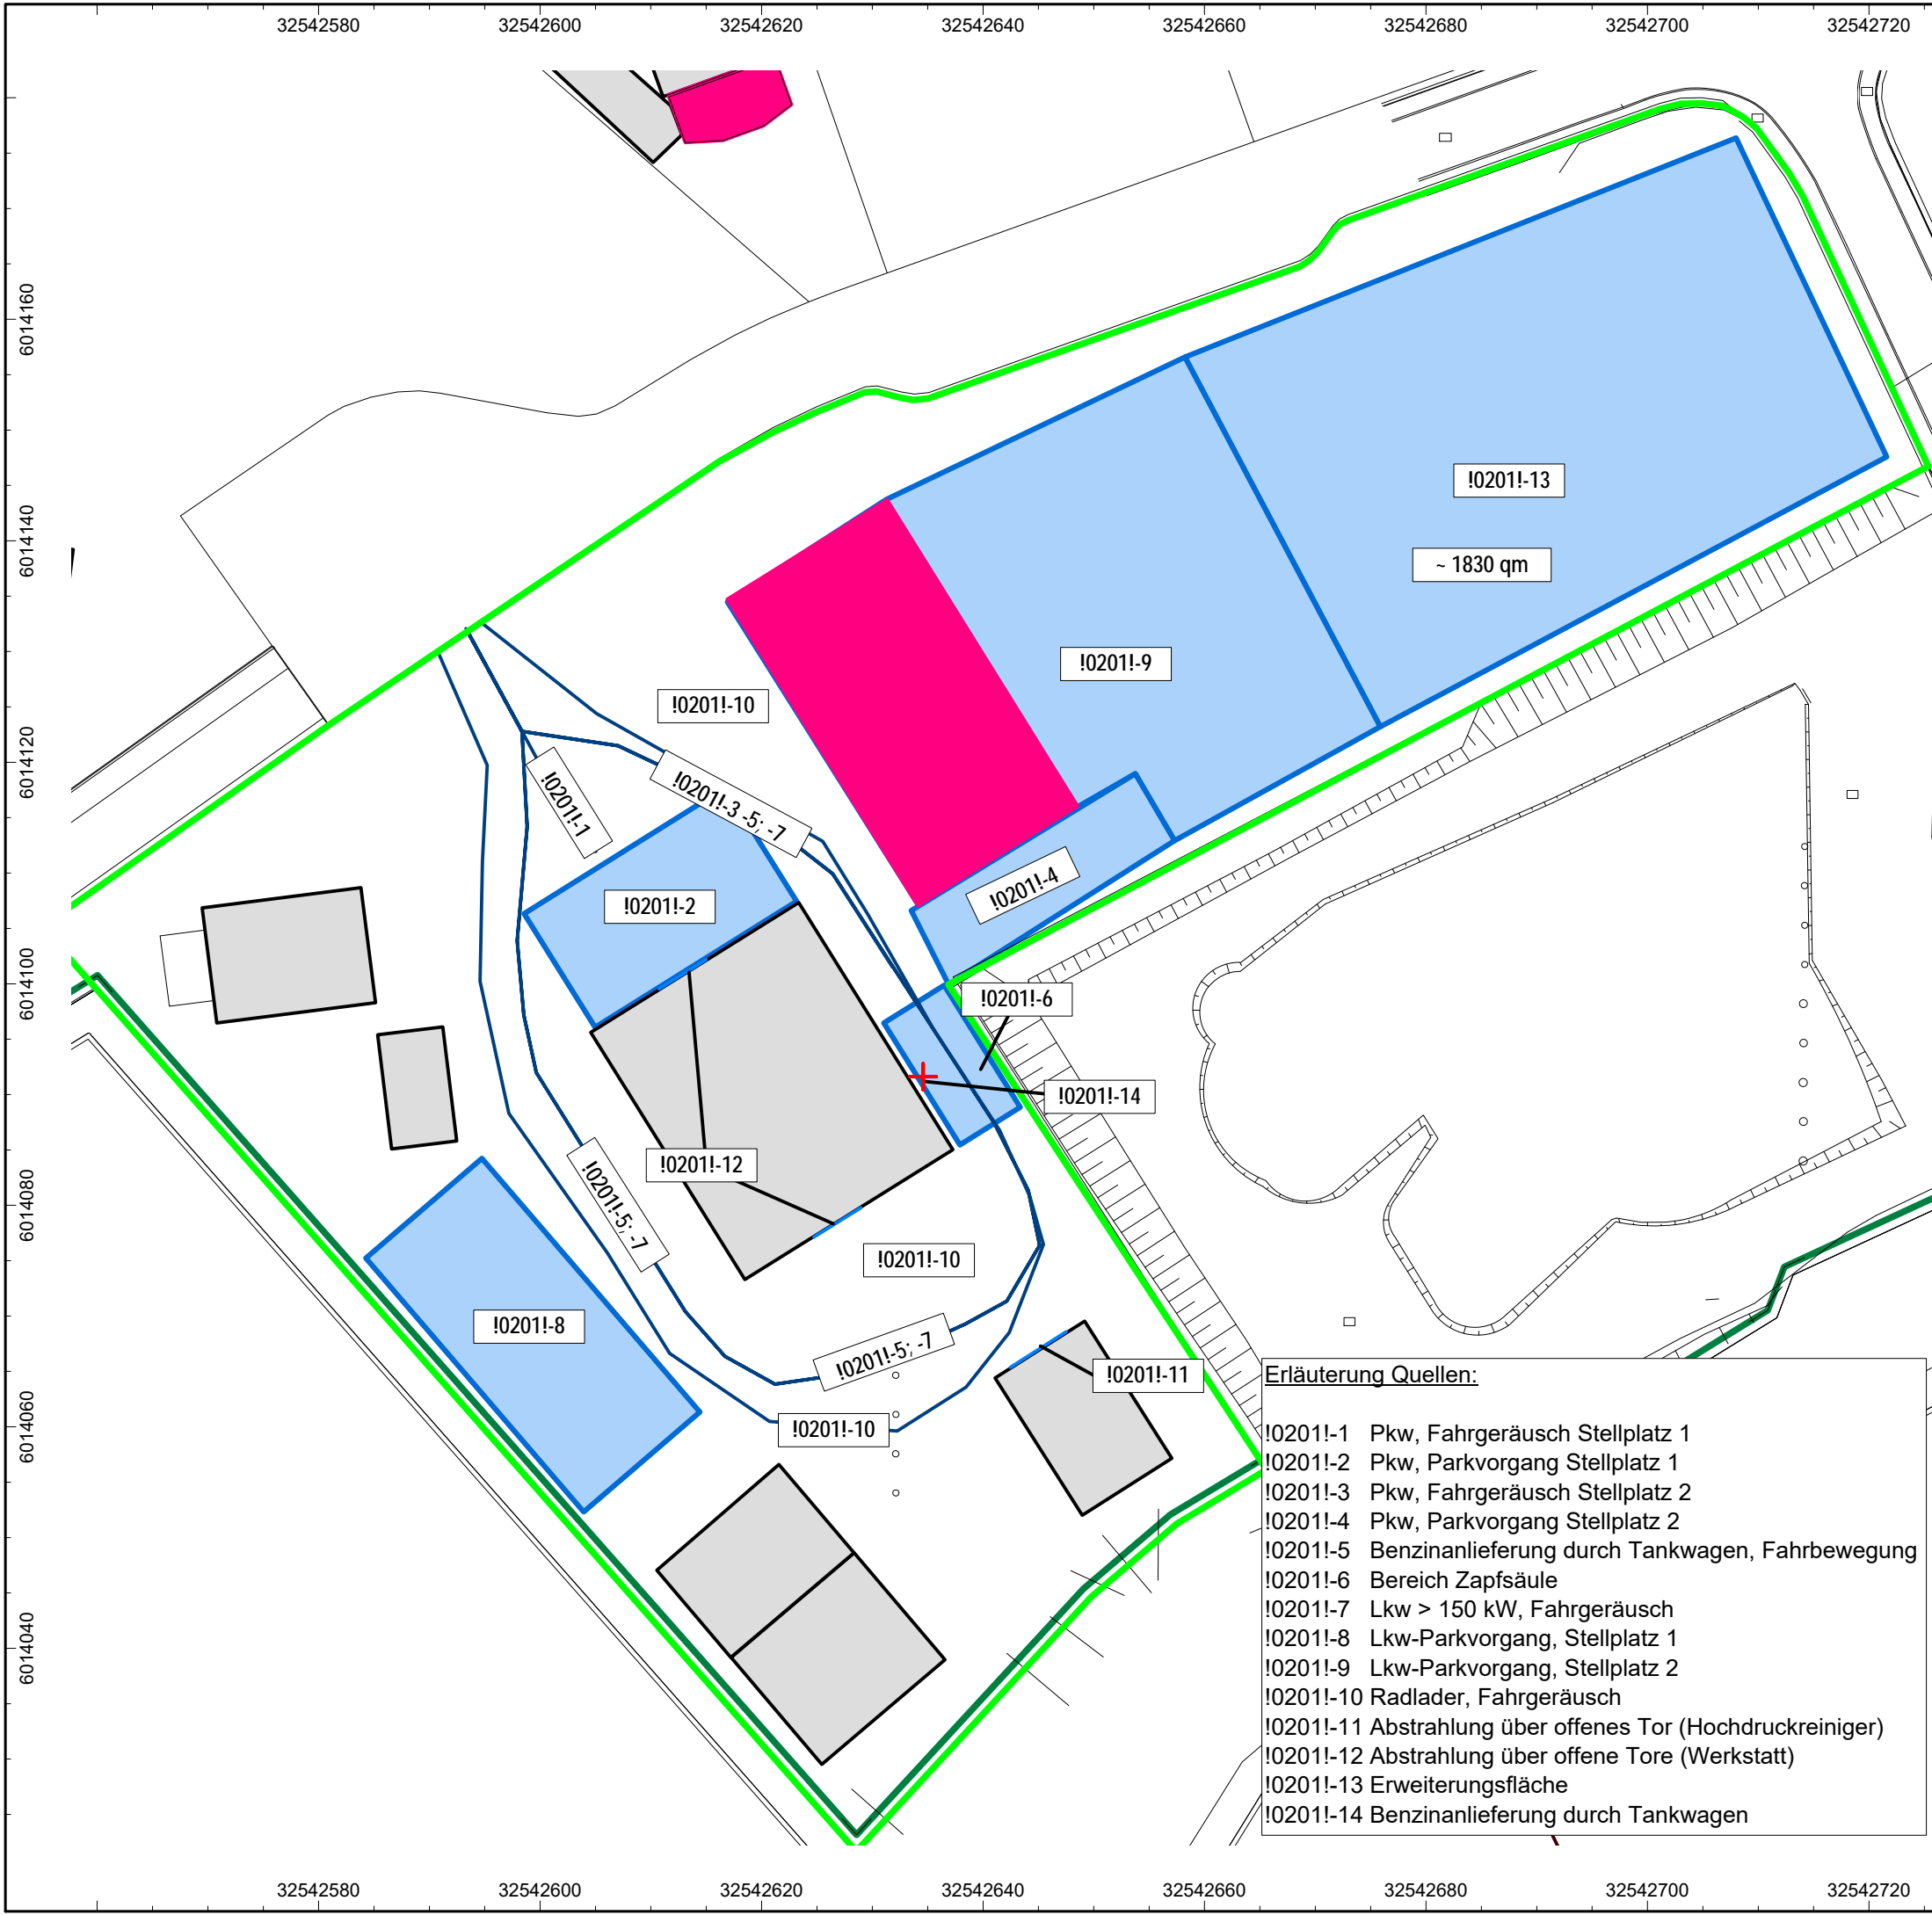 32542580 32542600 32542620 32542640 32542660 32542680 32542700 32542720
6014160
6014140
6014120
6014100
6014080
6014060
6014040
!0201!-13
~ 1830 qm
!0201!-9
!0201!-10
!0201!-1
!0201!-3 -5; -7
!0201!-4
!0201!-2
!0201!-6
!0201!-14
!0201!-12
!0201!-5; -7
!0201!-10
!0201!-8
!0201!-5; -7
!0201!-11
!0201!-10
Erläuterung Quellen:
!0201!-1 Pkw, Fahrgeräusch Stellplatz 1
!0201!-2 Pkw, Parkvorgang Stellplatz 1
!0201!-3 Pkw, Fahrgeräusch Stellplatz 2
!0201!-4 Pkw, Parkvorgang Stellplatz 2
!0201!-5 Benzinanlieferung durch Tankwagen, Fahrbewegung
!0201!-6 Bereich Zapfsäule
!0201!-7 Lkw > 150 kW, Fahrgeräusch
!0201!-8 Lkw-Parkvorgang, Stellplatz 1
!0201!-9 Lkw-Parkvorgang, Stellplatz 2
!0201!-10 Radlader, Fahrgeräusch
!0201!-11 Abstrahlung über offenes Tor (Hochdruckreiniger)
!0201!-12 Abstrahlung über offene Tore (Werkstatt)
!0201!-13 Erweiterungsfläche
!0201!-14 Benzinanlieferung durch Tankwagen
32542580 32542600 32542620 32542640 32542660 32542680 32542700 32542720